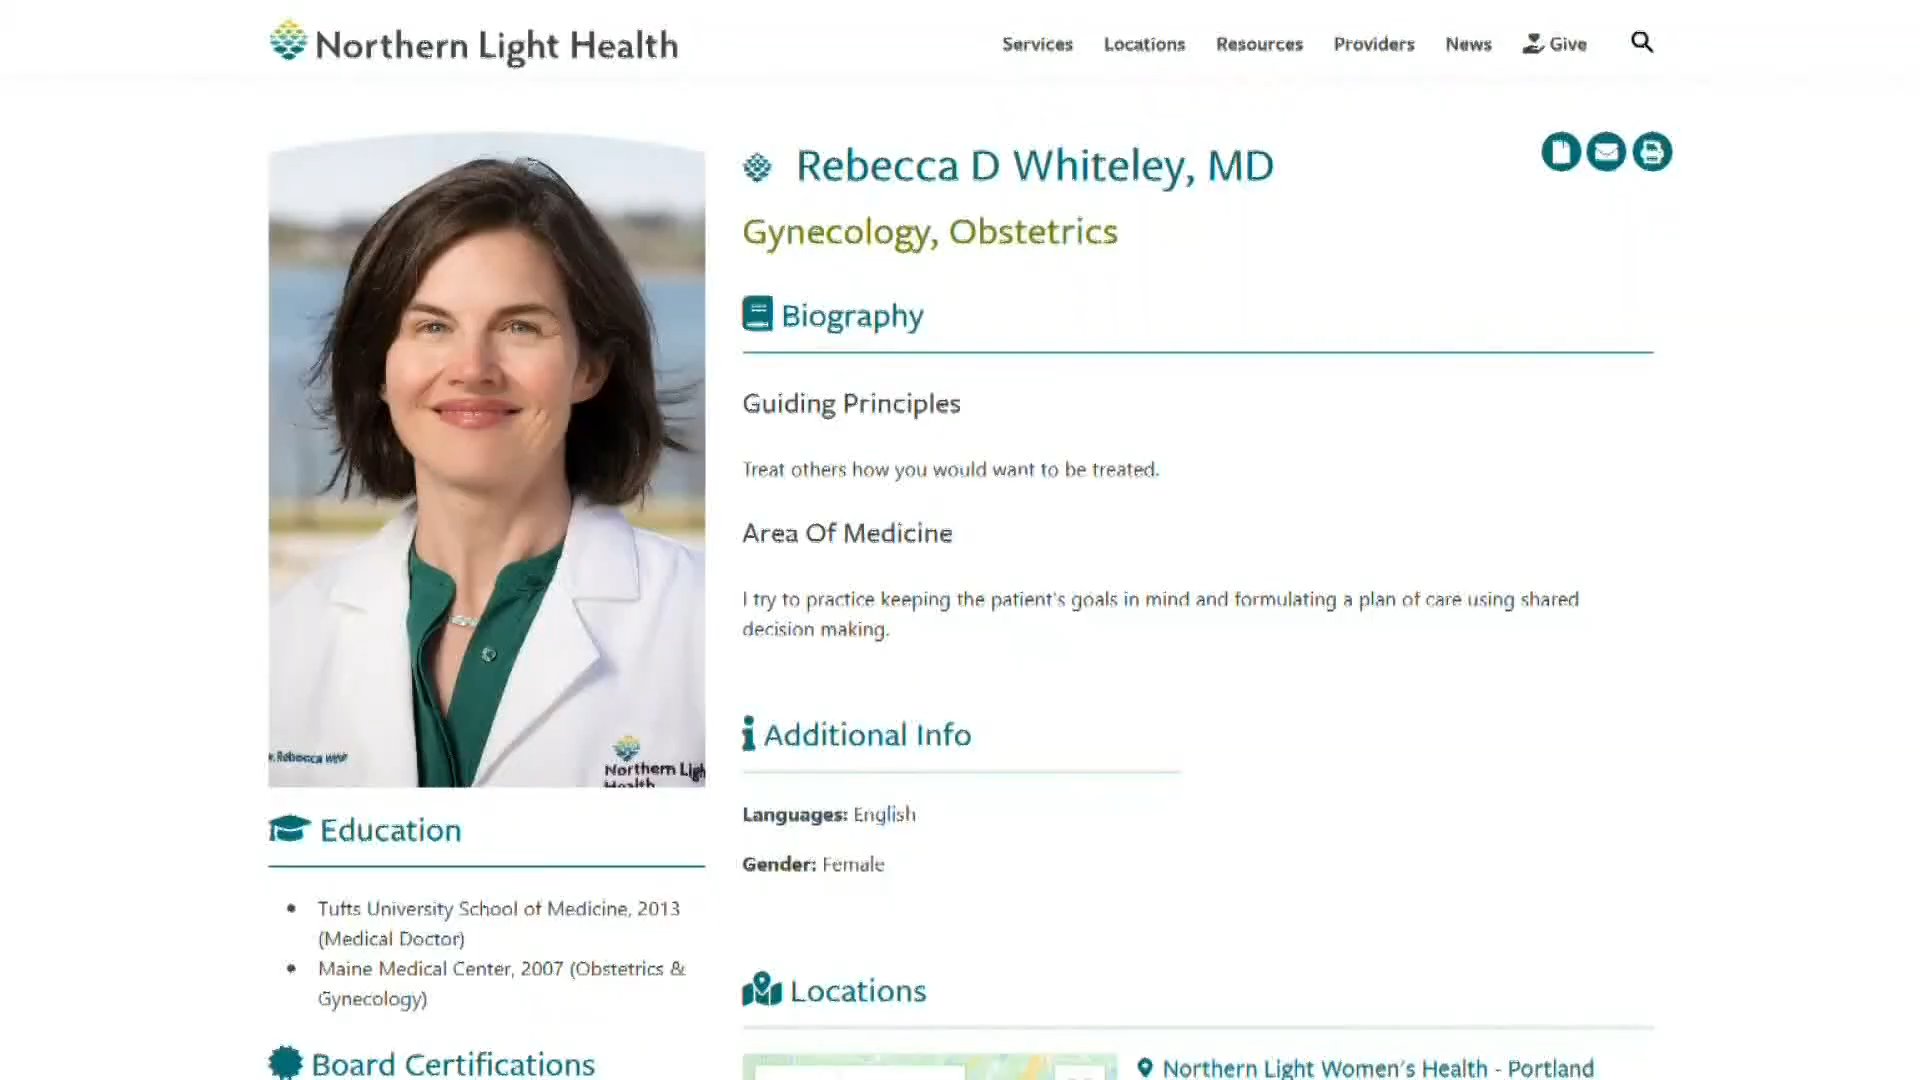 Northern Light Health
Services Locations Resources Providers News Give
Rebecca D Whiteley, MD
Gynecology, Obstetrics
Biography
Guiding Principles
Treat others how you would want to be treated.
Area Of Medicine
I try to practice keeping the patient's goals in mind and formulating a plan of care using shared
decision making.
Additional Info
Languages: English
Gender: Female
Locations
Northern Light Women's Health - Portland
Rebecca
Northern Ligh
Health
Education
Tufts University School of Medicine, 2013
(Medical Doctor)
Maine Medical Center, 2007 (Obstetrics &
Gynecology)
Board Certifications